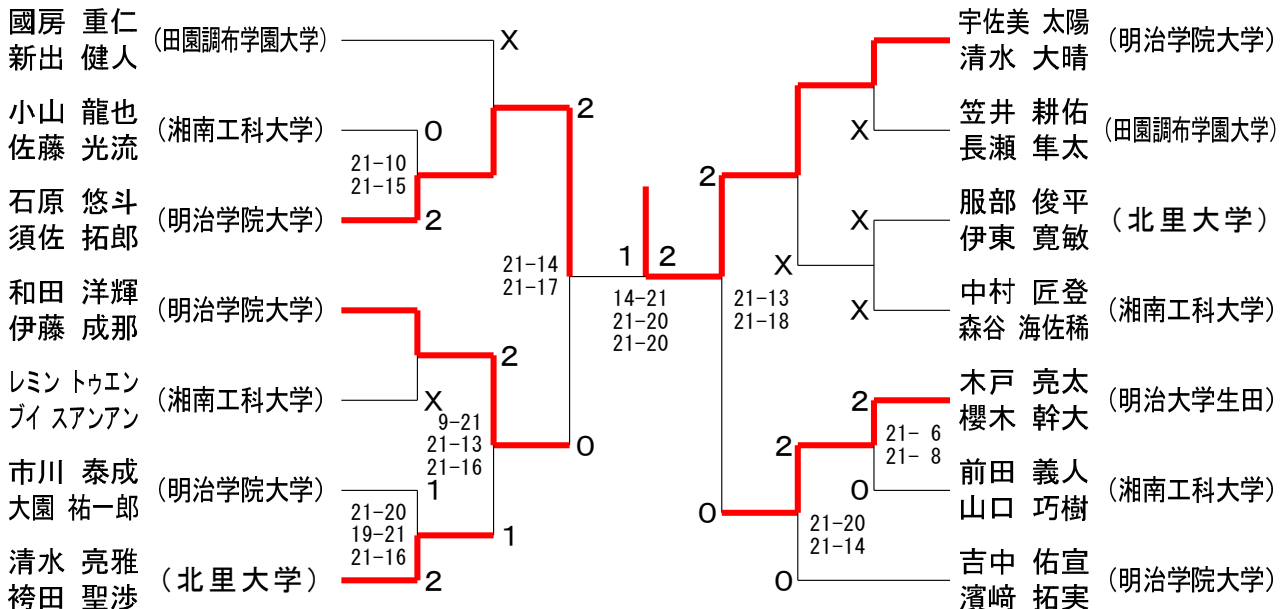 國房 重仁
新出 健人
(田園調布学園大学)
X
小山 龍也
佐藤 光流
(湘南工科大学)
0
21-10
21-15
2
石原 悠斗
須佐 拓郎
(明治学院大学)
2
和田 洋輝
伊藤 成那
(明治学院大学)
21-14
21-17
2
レミン トゥエン
ブイ スアンアン
(湘南工科大学)
X
9-21
21-13
21-16
0
市川 泰成
大園 祐一郎
(明治学院大学)
1
21-20
19-21
21-16
1
清水 亮雅
袴田 聖渉
(北里大学)
2
1
2
14-21
21-20
21-20
宇佐美 太陽
清水 大晴
(明治学院大学)
笠井 耕佑
長瀬 隼太
(田園調布学園大学)
X
2
服部 俊平
伊東 寛敏
(北里大学)
X
X
中村 匠登
森谷 海佐稀
(湘南工科大学)
X
21-13
21-18
木戸 亮太
櫻木 幹大
(明治大学生田)
2
21- 6
21- 8
2
前田 義人
山口 巧樹
(湘南工科大学)
0
0
21-20
21-14
吉中 佑宣
濱﨑 拓実
(明治学院大学)
0